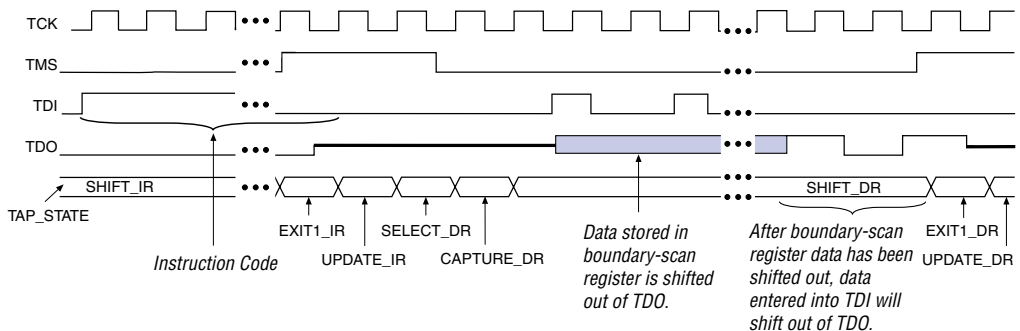 TCK
TMS
TDI
TDO
SHIFT_IR
SHIFT_DR
TAP_STATE
EXIT1_IR
SELECT_DR
UPDATE_IR
CAPTURE_DR
Instruction Code
Data stored in
boundary-scan
register is shifted
out of TDO.
After boundary-scan
register data has been
shifted out, data
entered into TDI will
shift out of TDO.
EXIT1_DR
UPDATE_DR